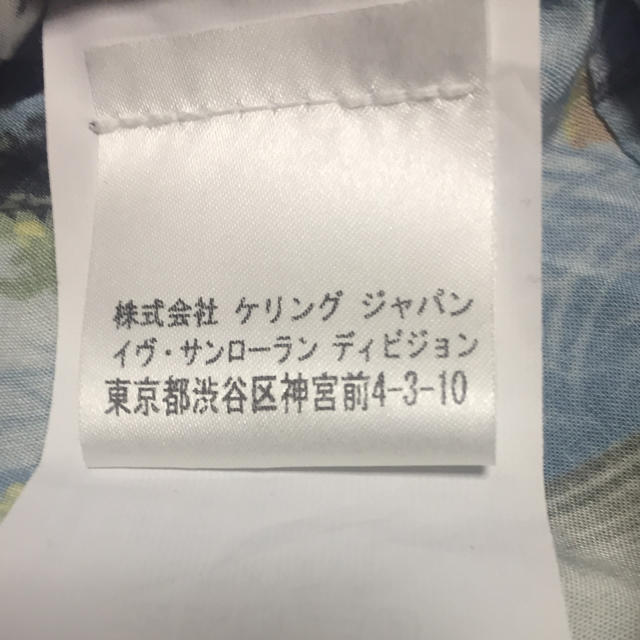 株式会社 ケリング ジャパン
イヴ・サンローラン ディビジョン
東京都渋谷区神宮前4-3-10